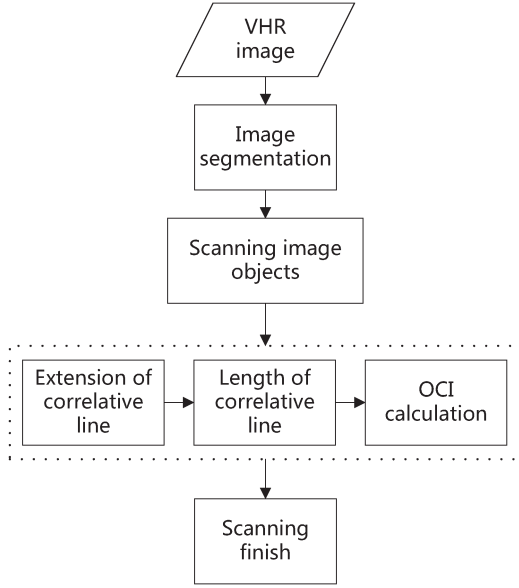 VHR
image
Image
segmentation
Scanning image
objects
Extension of
correlative
line
Length of
correlative
line
OCI
calculation
Scanning
finish